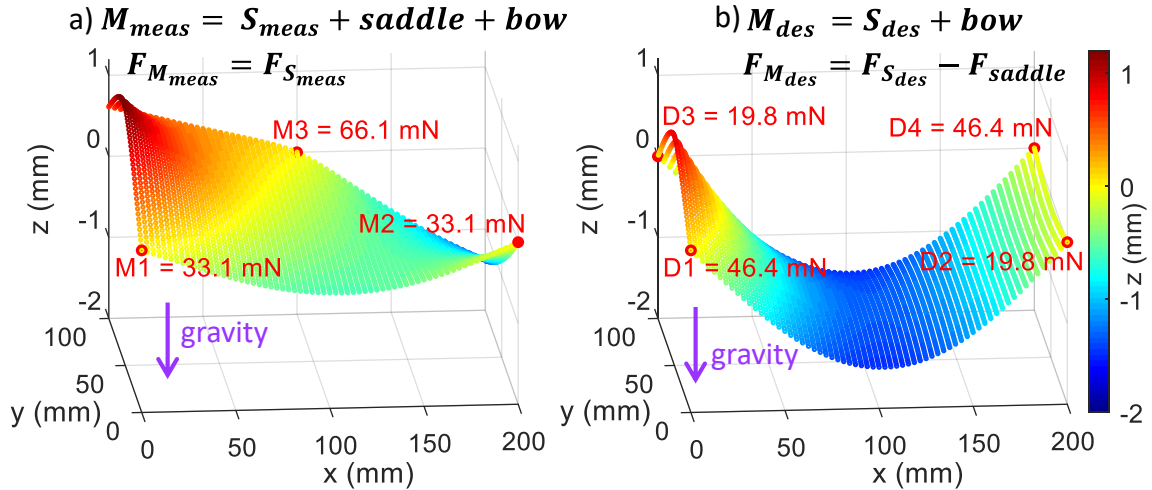 a) M_meas = S_meas + saddle + bow
F_M_meas = F_S_meas
1
0
-1
-2
z (mm)
M3 = 66.1 mN
M2 = 33.1 mN
M1 = 33.1 mN
gravity
100
50
0
y (mm)
0
50
100
150
200
x (mm)
b) M_des = S_des + bow
F_M_des = F_S_des − F_saddle
1
0
-1
-2
z (mm)
D3 = 19.8 mN
D4 = 46.4 mN
D1 = 46.4 mN
D2 = 19.8 mN
gravity
100
50
0
y (mm)
0
50
100
150
200
x (mm)
1
0
-1
-2
z (mm)